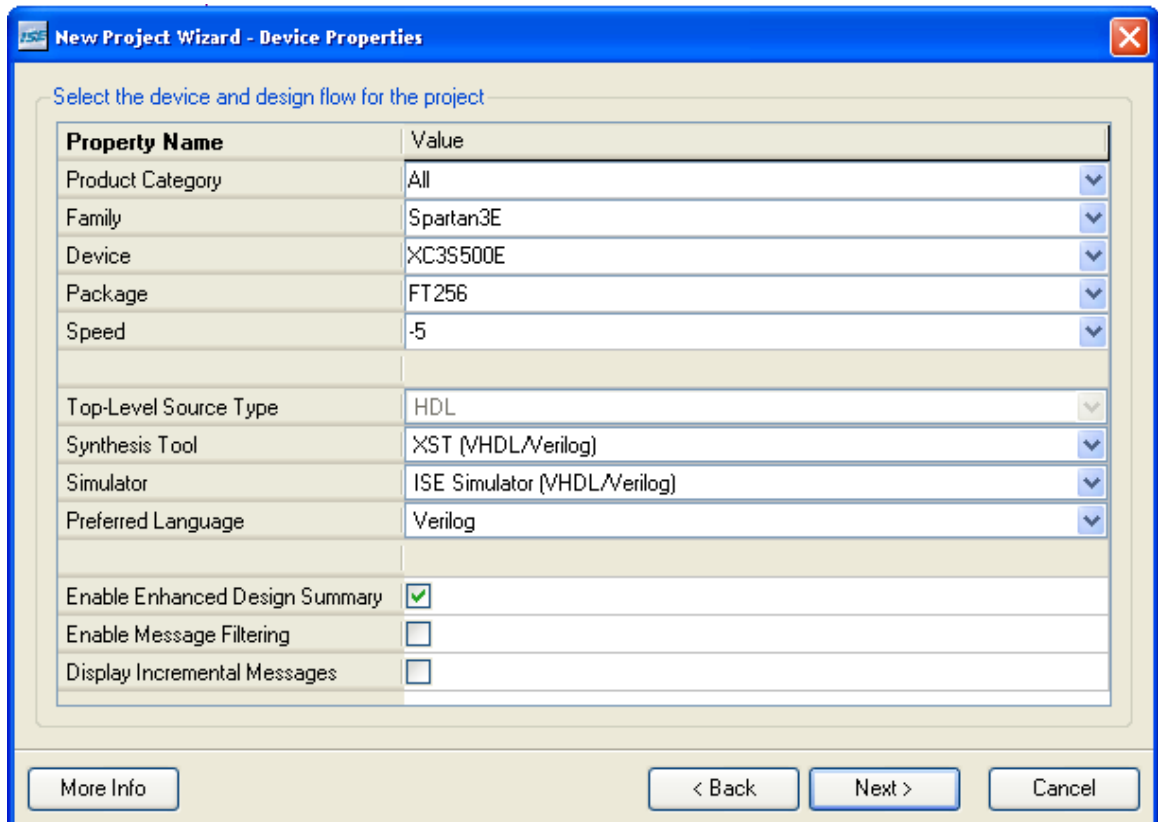 ISE New Project Wizard - Device Properties
Select the device and design flow for the project
Property Name Value
Product Category All
Family Spartan3E
Device XC3S500E
Package FT256
Speed -5
Top-Level Source Type HDL
Synthesis Tool XST (VHDL/Verilog)
Simulator ISE Simulator (VHDL/Verilog)
Preferred Language Verilog
Enable Enhanced Design Summary
Enable Message Filtering
Display Incremental Messages
More Info < Back Next > Cancel